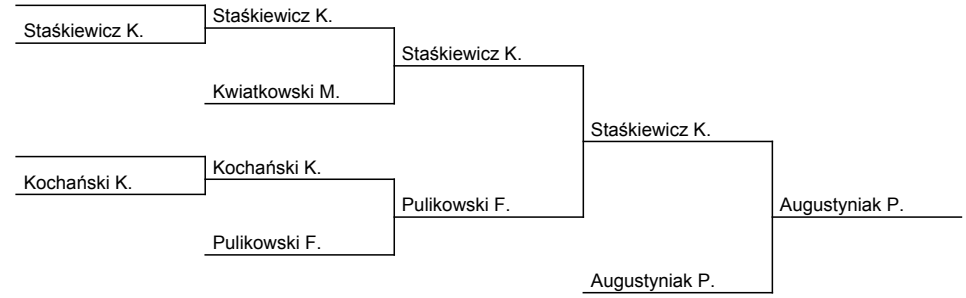 Staśkiewicz K.
Staśkiewicz K.
Staśkiewicz K.
Kwiatkowski M.
Staśkiewicz K.
Kochański K.
Kochański K.
Pulikowski F.
Augustyniak P.
Pulikowski F.
Augustyniak P.